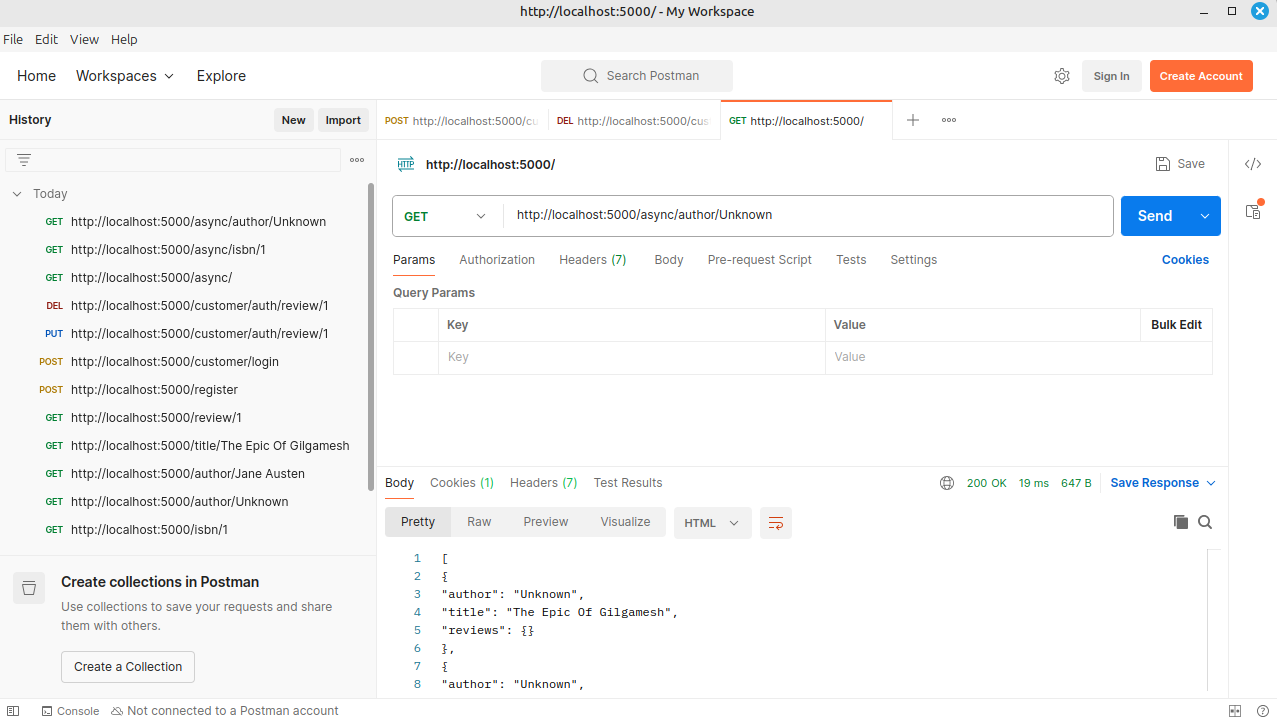 http://localhost:5000/ - My Workspace
File Edit View Help
Home Workspaces Explore Search Postman Sign In Create Account
History New Import
POST http://localhost:5000/cu DEL http://localhost:5000/cus GET http://localhost:5000/
Today
GET http://localhost:5000/async/author/Unknown
GET http://localhost:5000/async/isbn/1
GET http://localhost:5000/async/
DEL http://localhost:5000/customer/auth/review/1
PUT http://localhost:5000/customer/auth/review/1
POST http://localhost:5000/customer/login
POST http://localhost:5000/register
GET http://localhost:5000/review/1
GET http://localhost:5000/title/The Epic Of Gilgamesh
GET http://localhost:5000/author/Jane Austen
GET http://localhost:5000/author/Unknown
GET http://localhost:5000/isbn/1
Create collections in Postman
Use collections to save your requests and share
them with others.
Create a Collection
HTTP http://localhost:5000/ Save
GET http://localhost:5000/async/author/Unknown Send
Params Authorization Headers (7) Body Pre-request Script Tests Settings Cookies
Query Params
Key Value Bulk Edit
Key Value
Body Cookies (1) Headers (7) Test Results 200 OK 19 ms 647 B Save Response
Pretty Raw Preview Visualize HTML
1 [
2 {
3 "author": "Unknown",
4 "title": "The Epic Of Gilgamesh",
5 "reviews": {}
6 },
7 {
8 "author": "Unknown",
Console Not connected to a Postman account